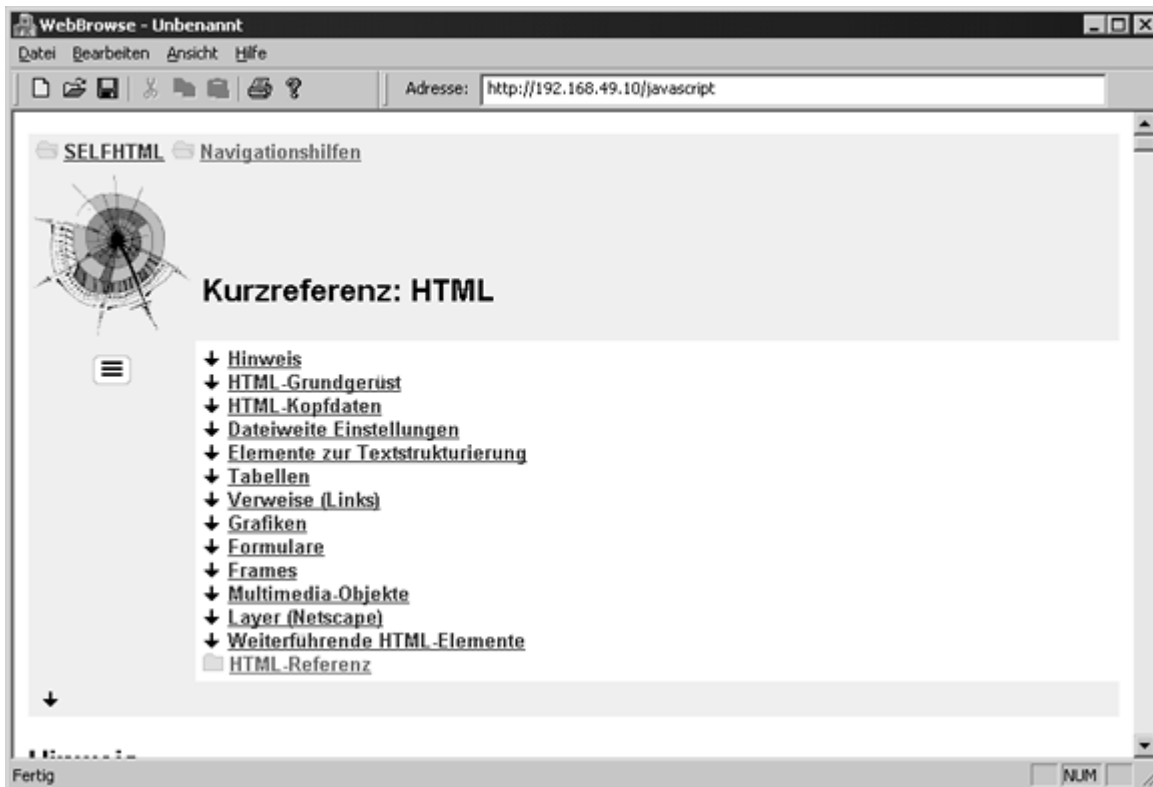 WebBrowse - Unbenannt
Datei Bearbeiten Ansicht Hilfe
Adresse: http://192.168.49.10/javascript
SELFHTML Navigationshilfen
Kurzreferenz: HTML
Hinweis
HTML-Grundgerüst
HTML-Kopfdaten
Dateiweite Einstellungen
Elemente zur Textstrukturierung
Tabellen
Verweise (Links)
Grafiken
Formulare
Frames
Multimedia-Objekte
Layer (Netscape)
Weiterführende HTML-Elemente
HTML-Referenz
Fertig NUM